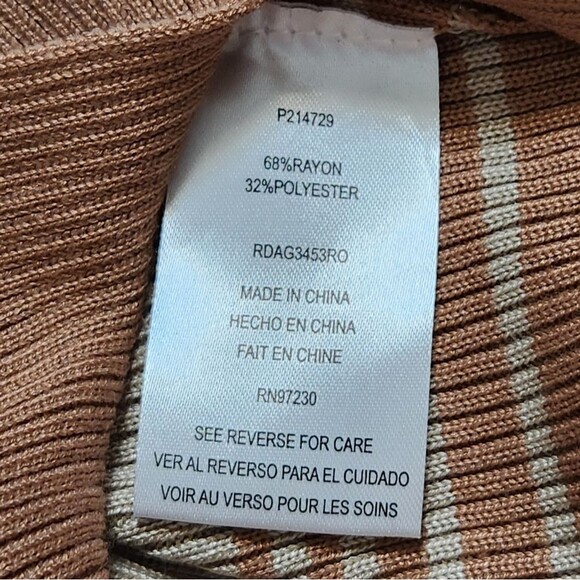 P214729
68%RAYON
32%POLYESTER
RDAG3453RO
MADE IN CHINA
HECHO EN CHINA
FAIT EN CHINE
RN97230
SEE REVERSE FOR CARE
VER AL REVERSO PARA EL CUIDADO
VOIR AU VERSO POUR LES SOINS